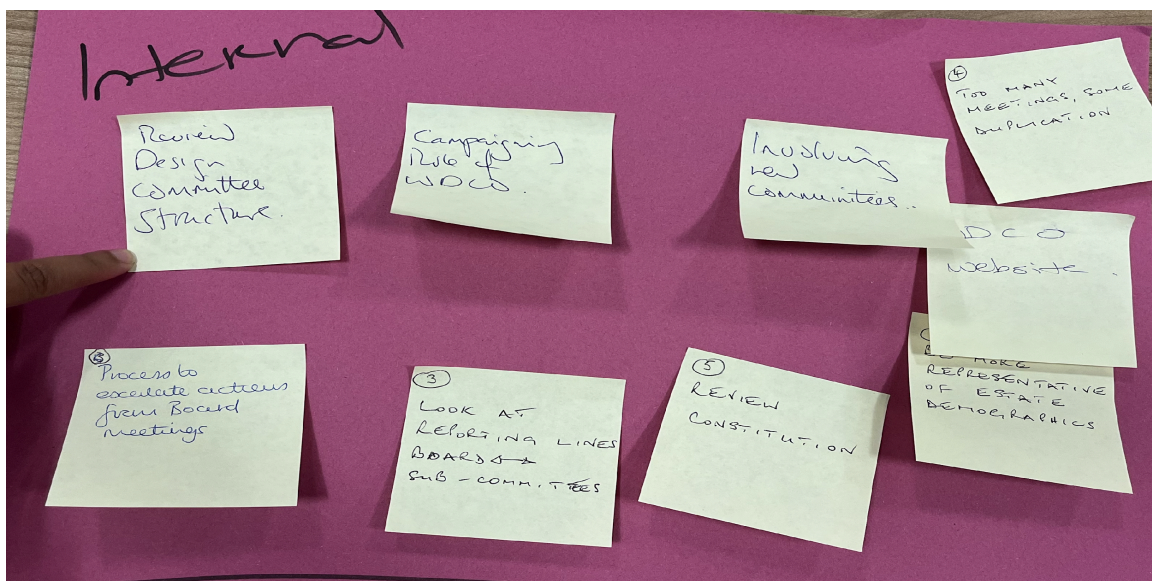 Internal
Review
Design
Committee
Structure.
Campaigning
Role of
WDCO.
Involving
new
communitees..
4
TOO MANY
MEETINGS, SOME
DUPLICATION
DCO
website.
Process to
escalate actions
from Board
meetings
3
LOOK AT
REPORTING LINES
BOARD ↔
SUB-COMMITTEES
5
REVIEW
CONSTITUTION
BE MORE
REPRESENTATIVE
OF ESTATE
DEMOGRAPHICS